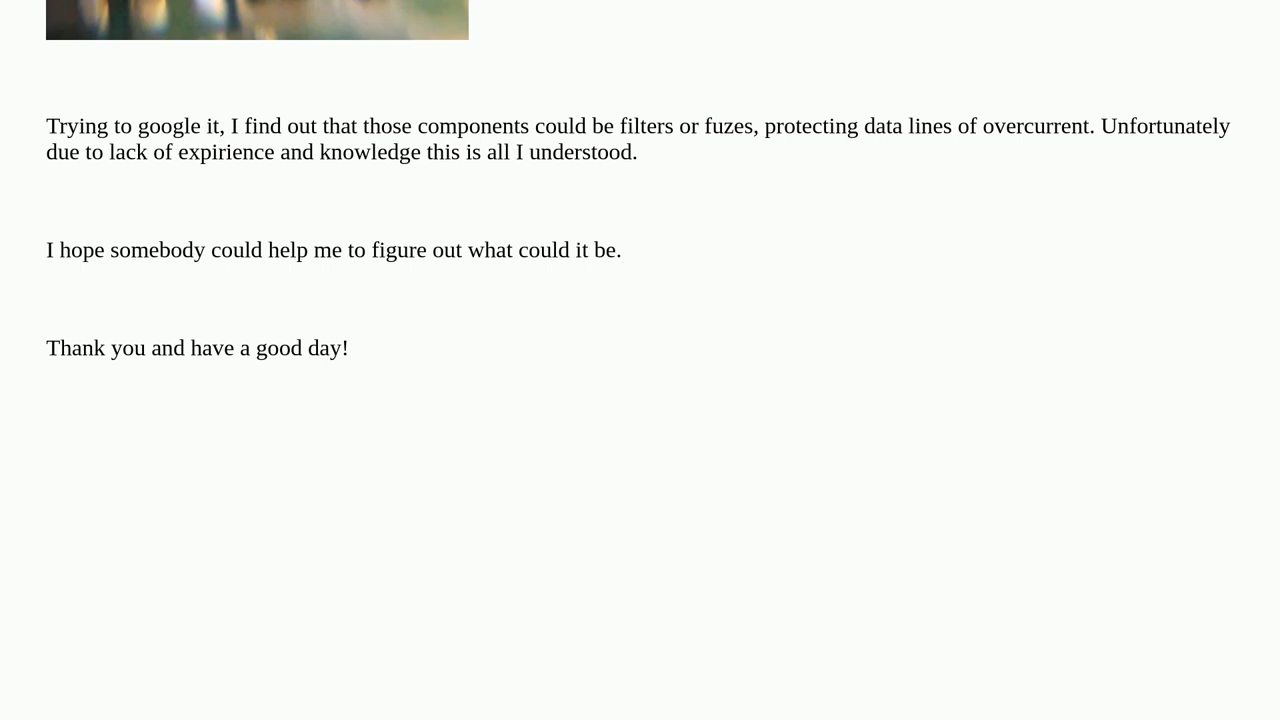 Trying to google it, I find out that those components could be filters or fuzes, protecting data lines of overcurrent. Unfortunately
due to lack of expirience and knowledge this is all I understood.
I hope somebody could help me to figure out what could it be.
Thank you and have a good day!